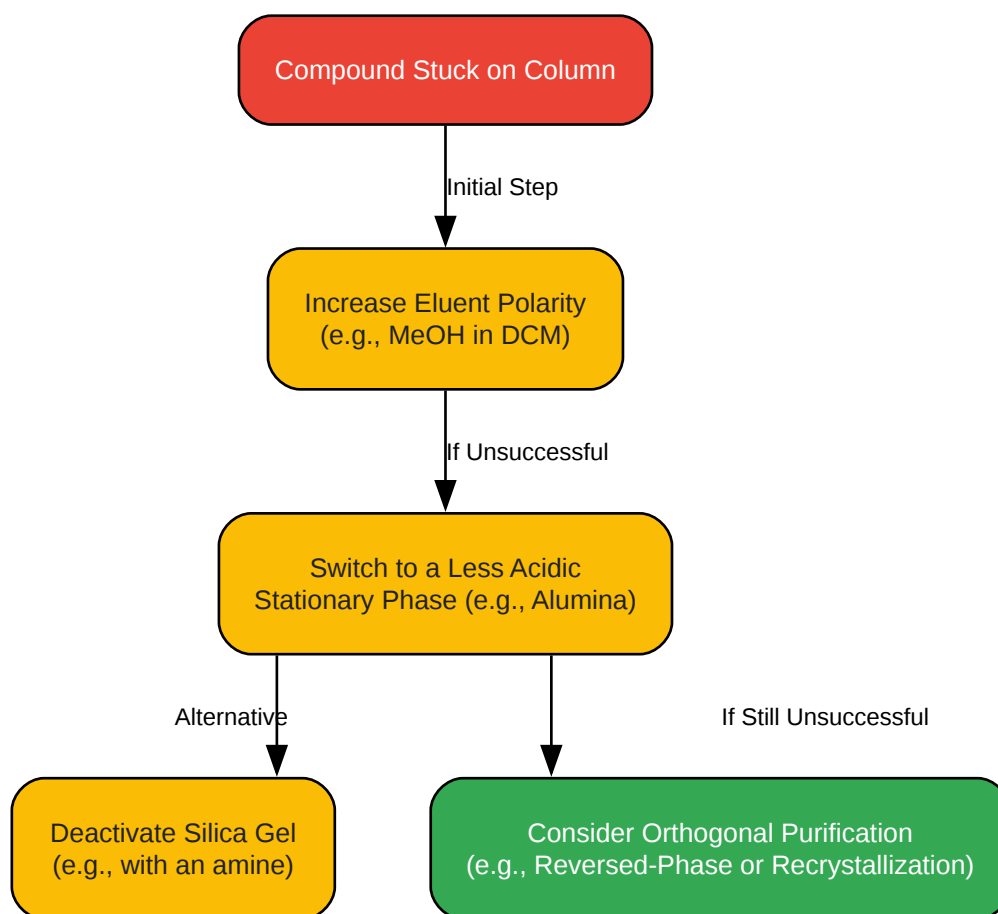 Compound Stuck on Column
Initial Step
Increase Eluent Polarity
(e.g., MeOH in DCM)
If Unsuccessful
Switch to a Less Acidic
Stationary Phase (e.g., Alumina)
Alternative
If Still Unsuccessful
Deactivate Silica Gel
(e.g., with an amine)
Consider Orthogonal Purification
(e.g., Reversed-Phase or Recrystallization)